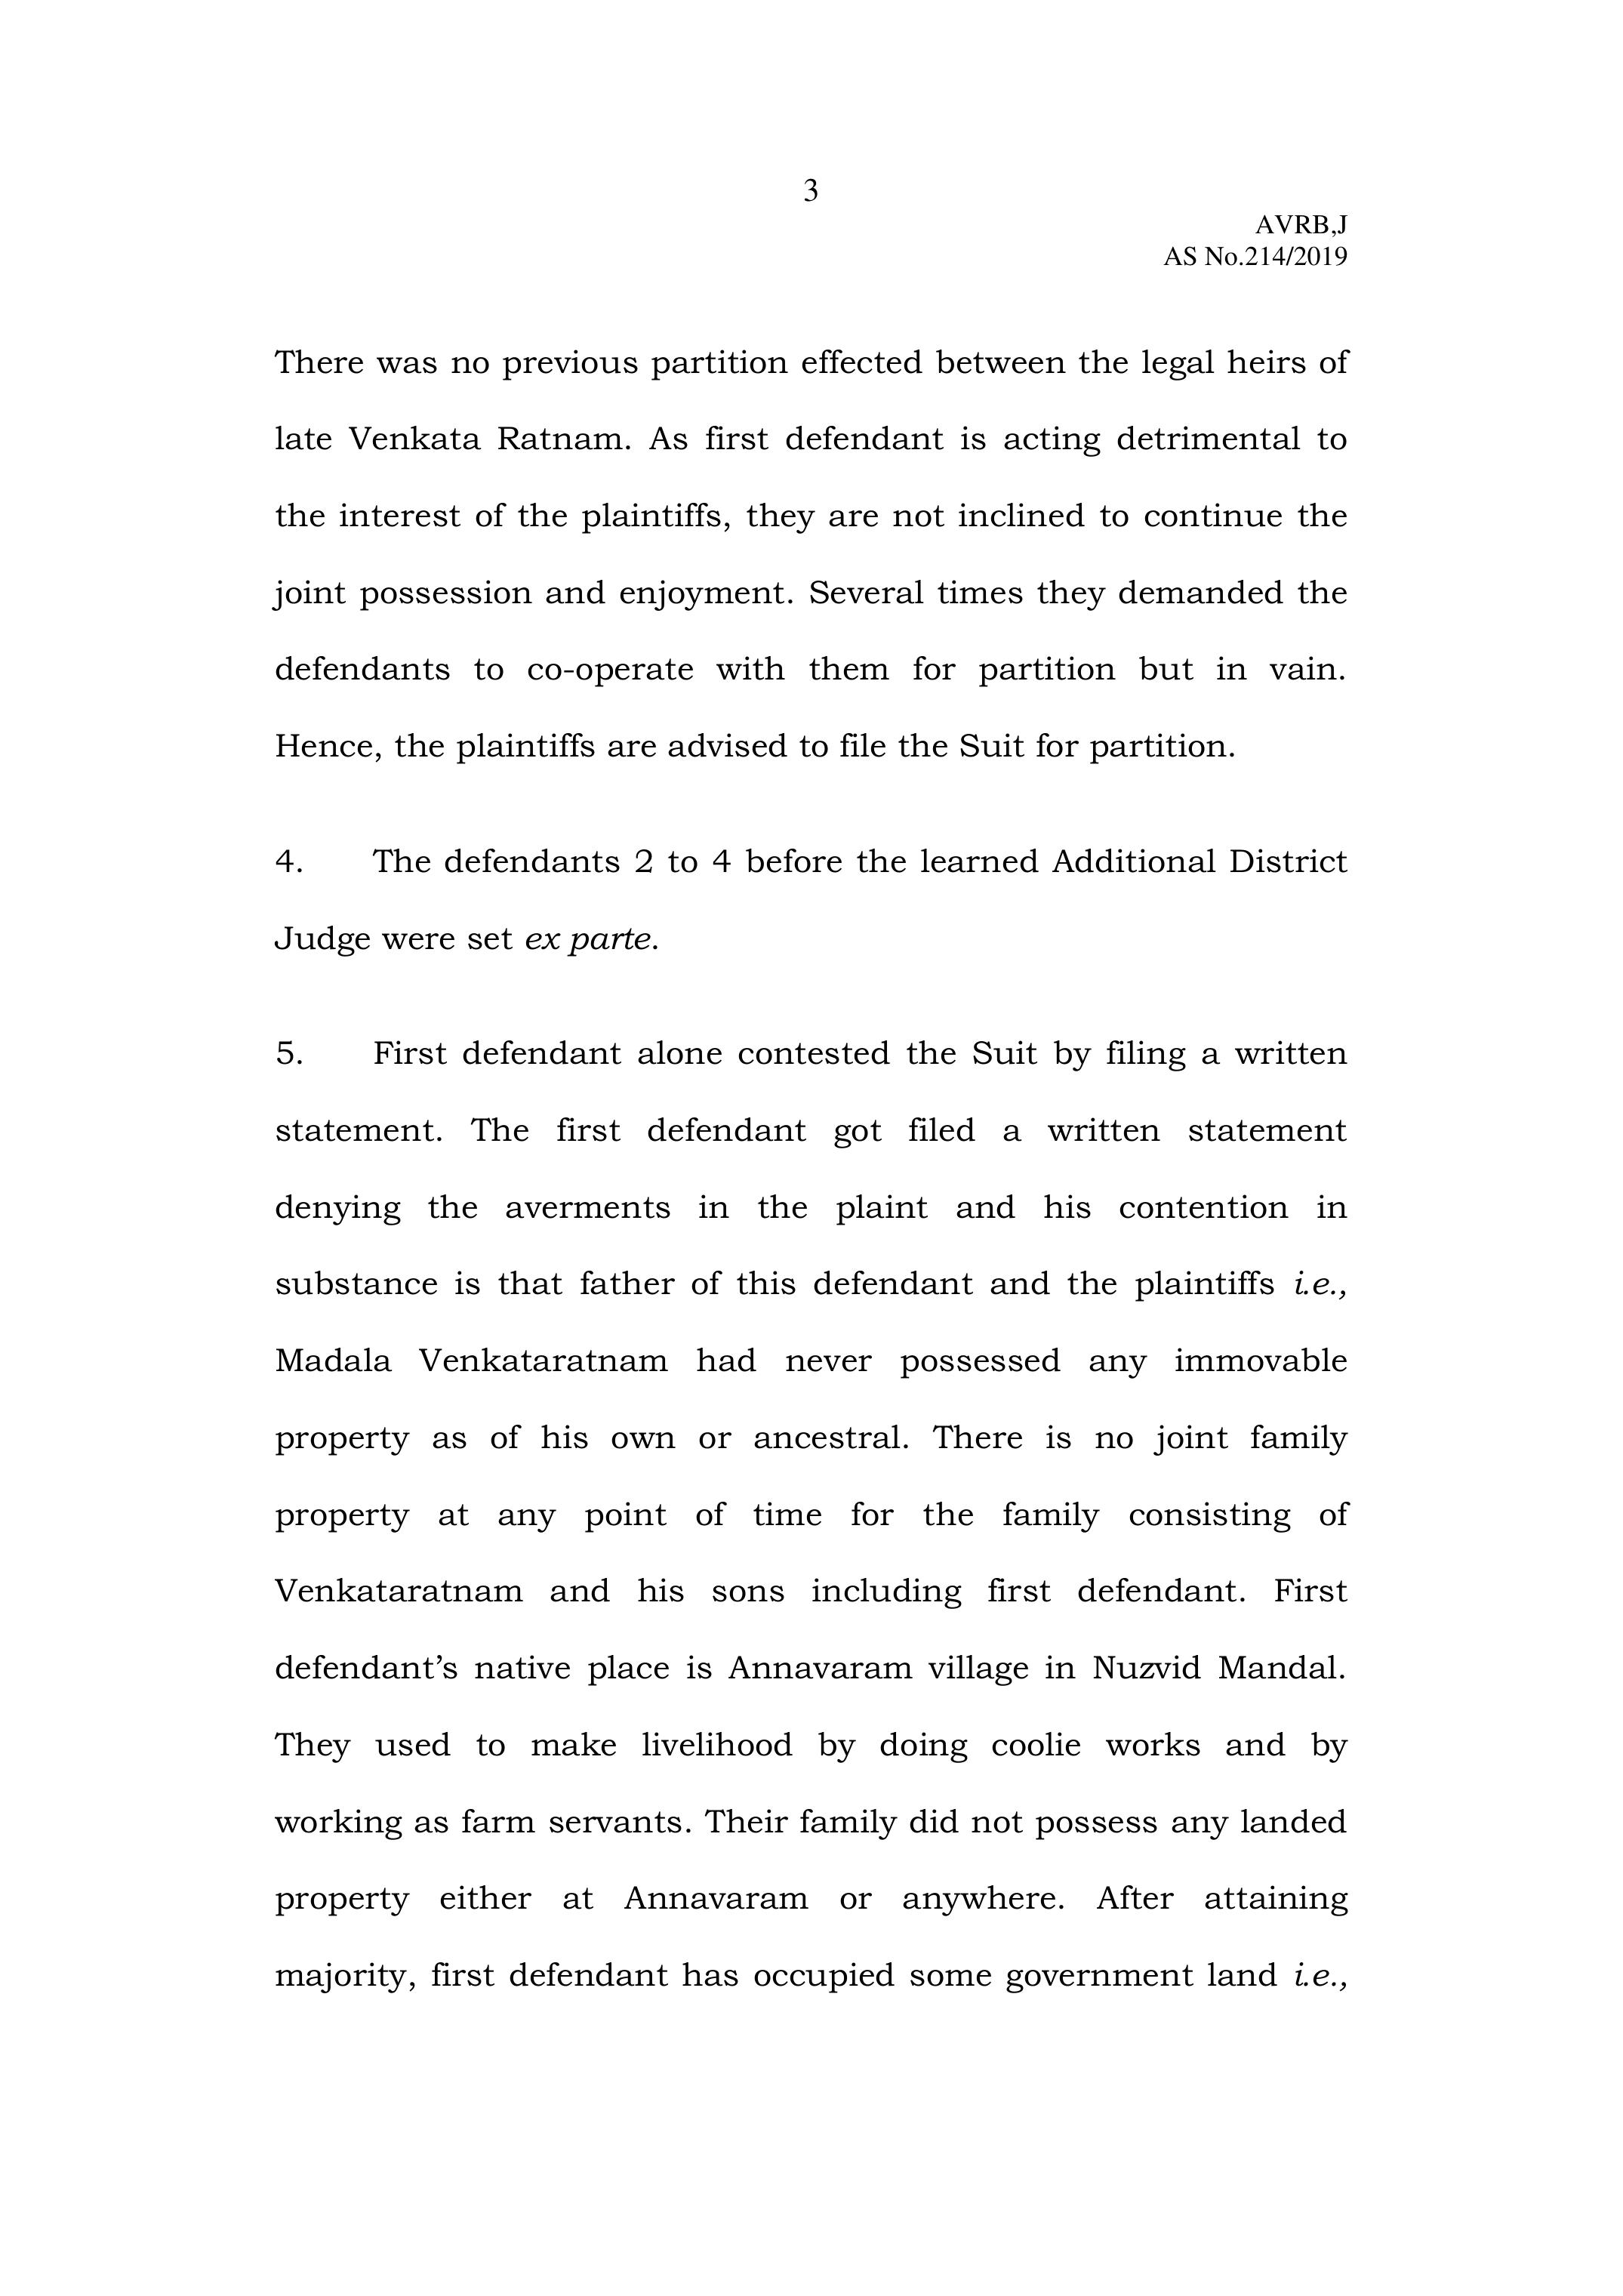 3
AVRB,J
AS No.214/2019
There was no previous partition effected between the legal heirs of
late Venkata Ratnam. As first defendant is acting detrimental to
the interest of the plaintiffs, they are not inclined to continue the
joint possession and enjoyment. Several times they demanded the
defendants to co-operate with them for partition but in vain.
Hence, the plaintiffs are advised to file the Suit for partition.
4. The defendants 2 to 4 before the learned Additional District
Judge were set ex parte.
5. First defendant alone contested the Suit by filing a written
statement. The first defendant got filed a written statement
denying the averments in the plaint and his contention in
substance is that father of this defendant and the plaintiffs i.e.,
Madala Venkataratnam had never possessed any immovable
property as of his own or ancestral. There is no joint family
property at any point of time for the family consisting of
Venkataratnam and his sons including first defendant. First
defendant’s native place is Annavaram village in Nuzvid Mandal.
They used to make livelihood by doing coolie works and by
working as farm servants. Their family did not possess any landed
property either at Annavaram or anywhere. After attaining
majority, first defendant has occupied some government land i.e.,